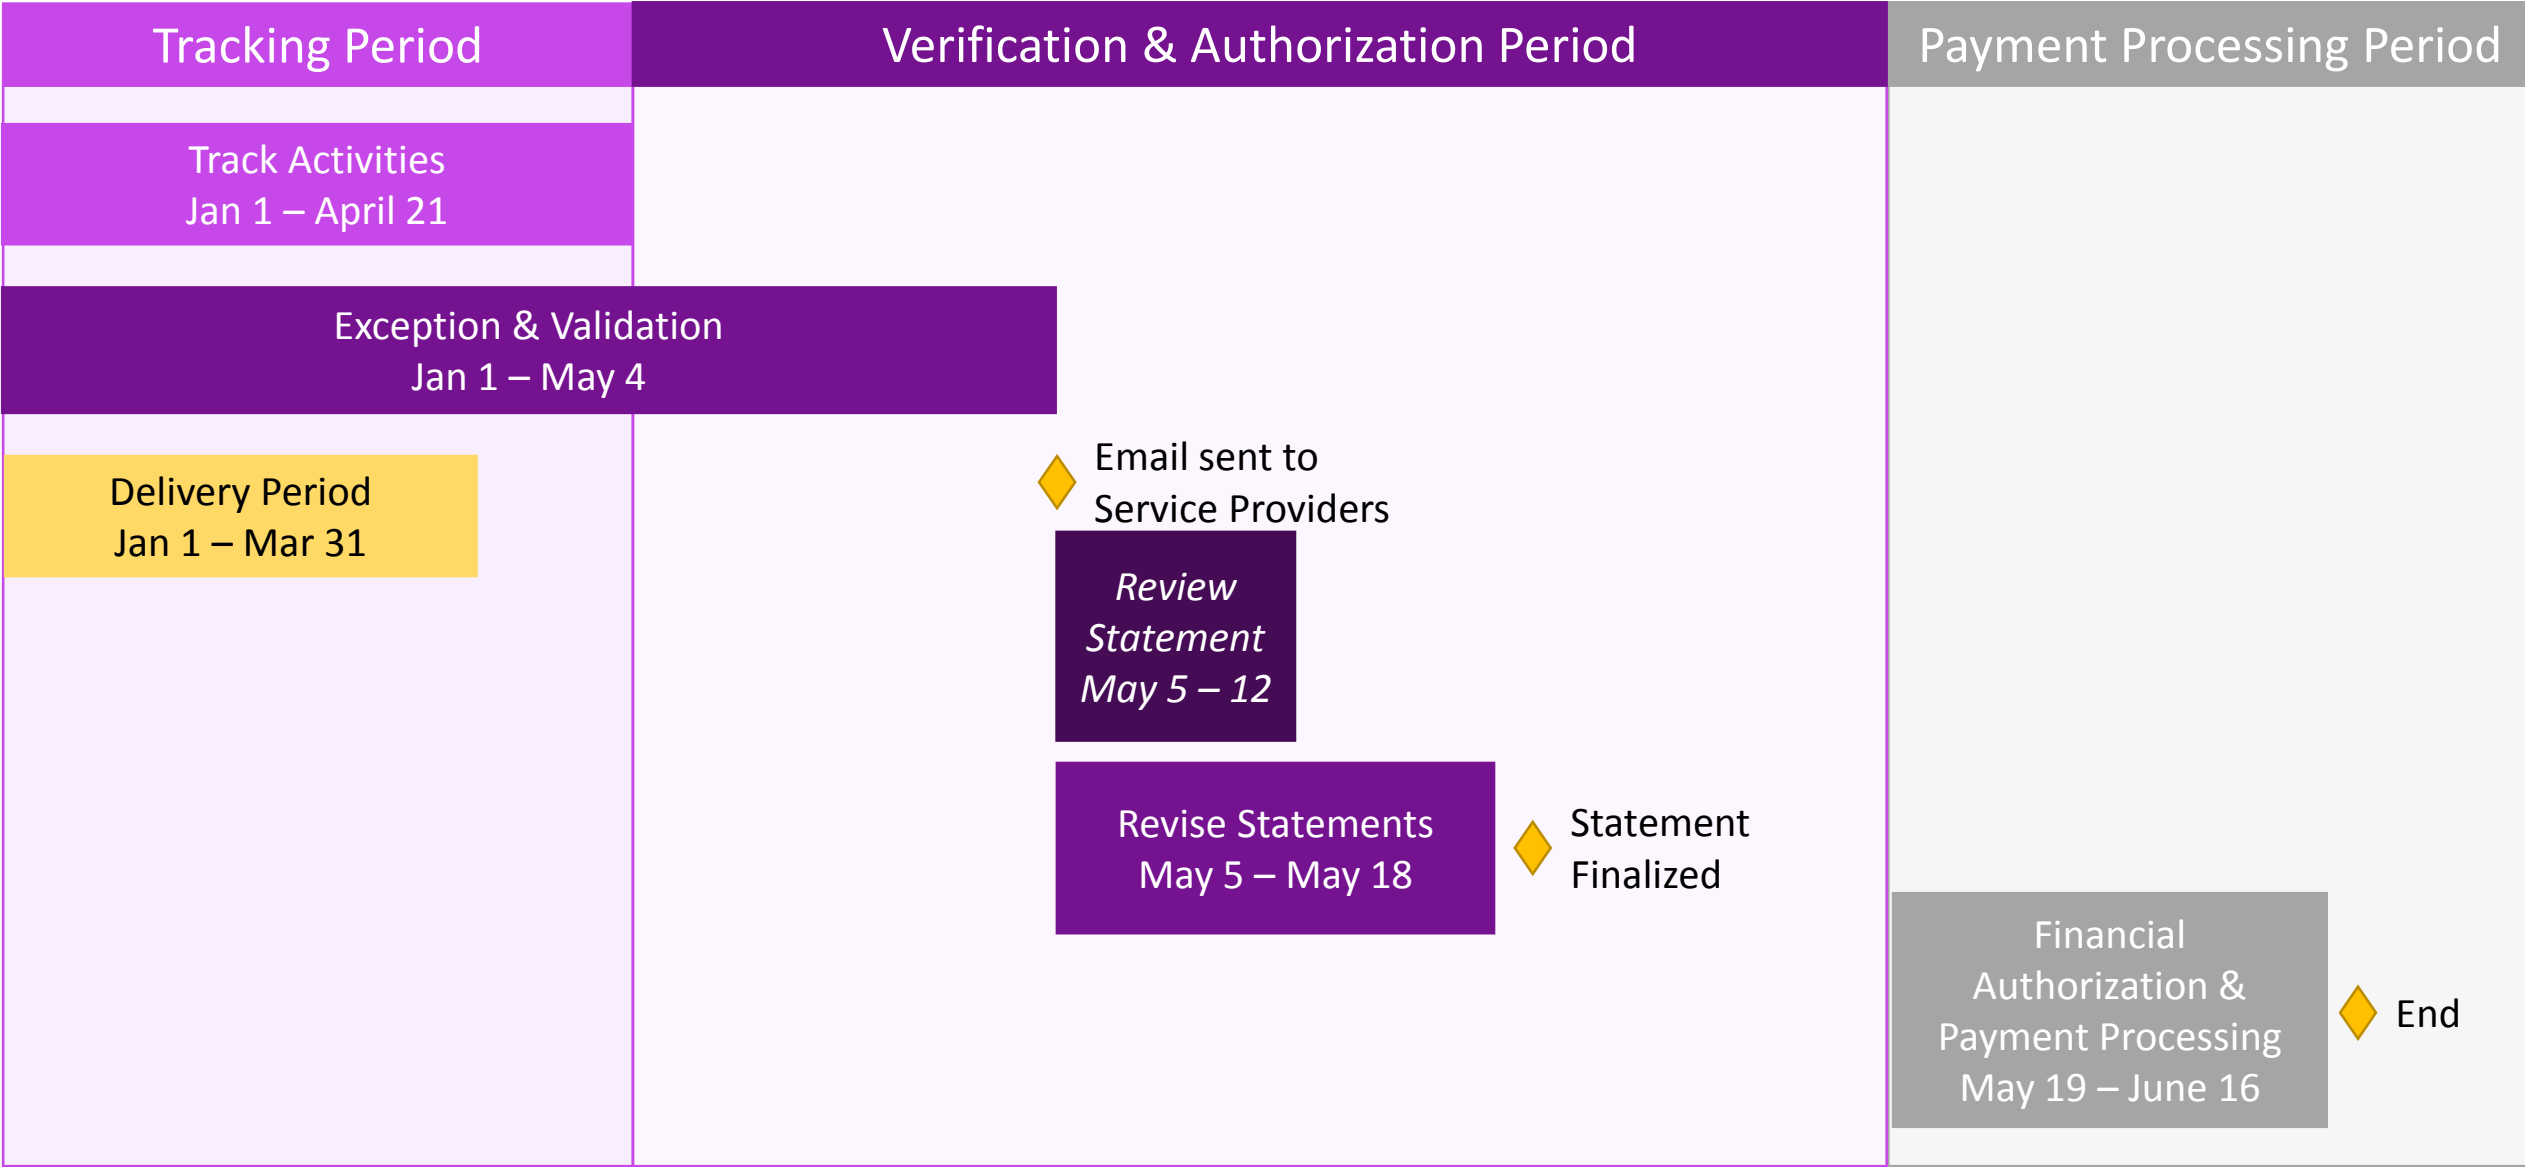 Tracking Period
Verification & Authorization Period
Payment Processing Period
Track Activities
Jan 1 – April 21
Exception & Validation
Jan 1 – May 4
Delivery Period
Jan 1 – Mar 31
Email sent to
Service Providers
Review
Statement
May 5 – 12
Revise Statements
May 5 – May 18
Statement
Finalized
Financial
Authorization &
Payment Processing
May 19 – June 16
End